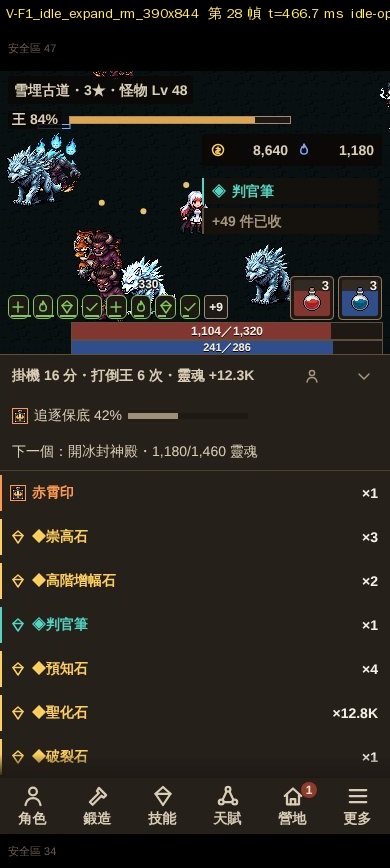 V-F1_idle_expand_rm_390x844 第 28 幀 t=466.7 ms idle-op
安全區 47
雪埋古道・3★・怪物 Lv 48
王 84%
8,640 1,180
◈ 判官筆
+49 件已收
330
+9
3 3
1,104／1,320
241／286
掛機 16 分・打倒王 6 次・靈魂 +12.3K
追逐保底 42%
下一個：開冰封神殿・1,180/1,460 靈魂
赤霄印 ×1
◆崇高石 ×3
◆高階增幅石 ×2
◈判官筆 ×1
◆預知石 ×4
◆聖化石 ×12.8K
◆破裂石 ×1
角色 鍛造 技能 天賦 營地 1 更多
安全區 34